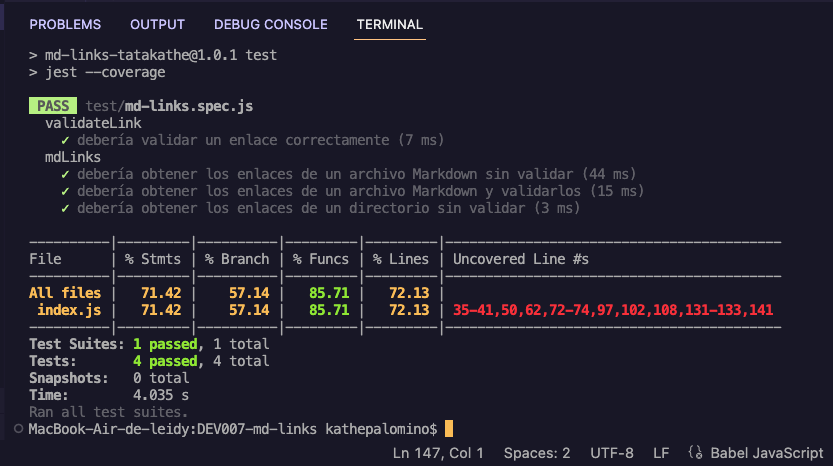 PROBLEMS OUTPUT DEBUG CONSOLE TERMINAL
> md-links-tatakathe@1.0.1 test
> jest --coverage
PASS test/md-links.spec.js
validateLink
✓ debería validar un enlace correctamente (7 ms)
mdLinks
✓ debería obtener los enlaces de un archivo Markdown sin validar (44 ms)
✓ debería obtener los enlaces de un archivo Markdown y validarlos (15 ms)
✓ debería obtener los enlaces de un directorio sin validar (3 ms)
----------|---------|----------|---------|---------|------------------------------------------
File | % Stmts | % Branch | % Funcs | % Lines | Uncovered Line #s
----------|---------|----------|---------|---------|------------------------------------------
All files | 71.42 | 57.14 | 85.71 | 72.13 |
index.js | 71.42 | 57.14 | 85.71 | 72.13 | 35-41,50,62,72-74,97,102,108,131-133,141
----------|---------|----------|---------|---------|------------------------------------------
Test Suites: 1 passed, 1 total
Tests: 4 passed, 4 total
Snapshots: 0 total
Time: 4.035 s
Ran all test suites.
MacBook-Air-de-leidy:DEV007-md-links kathepalomino$
Ln 147, Col 1 Spaces: 2 UTF-8 LF Babel JavaScript